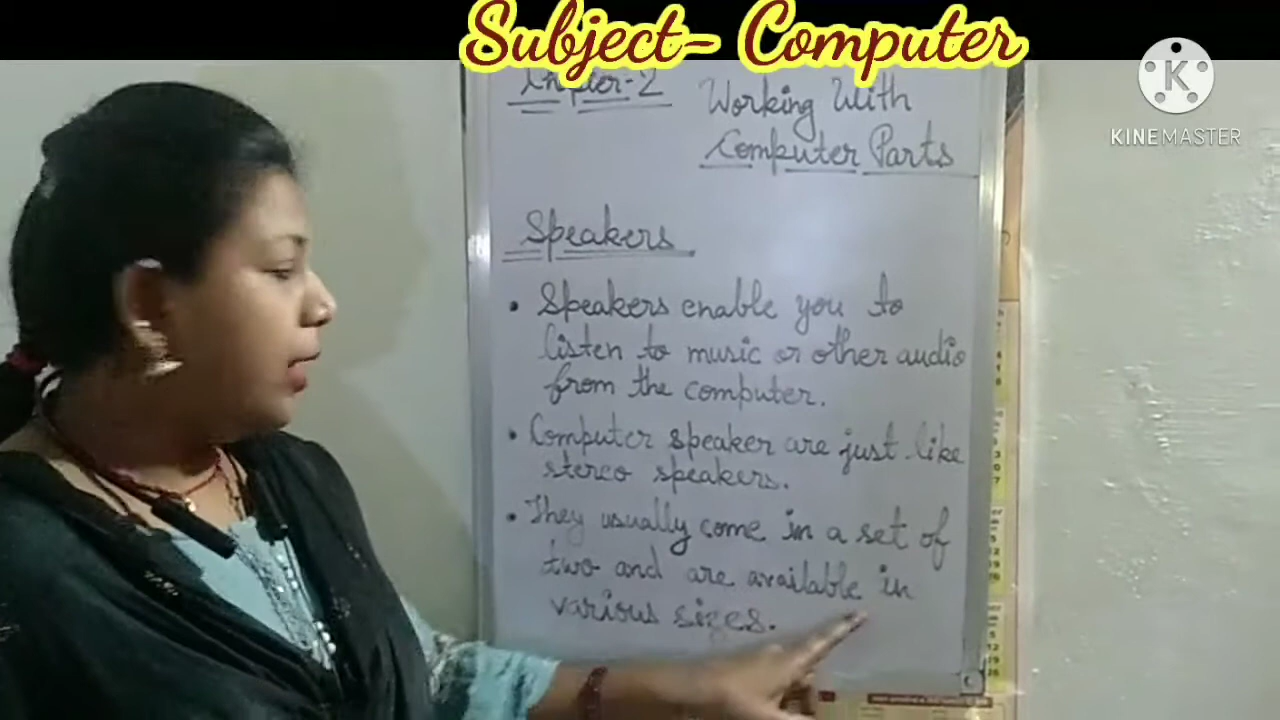 Subject- Computer
KINEMASTER
Chapter-2 Working With
Computer Parts
Speakers
• Speakers enable you to
listen to music or other audio
from the computer.
• Computer speaker are just like
stereo speakers.
• They usually come in a set of
two and are available in
various sizes.